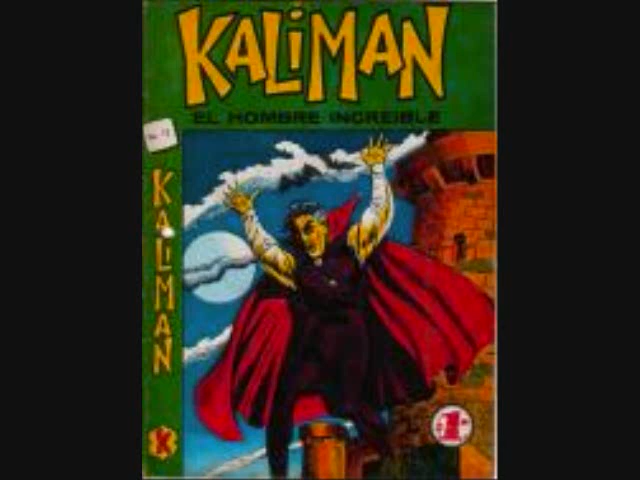 KALiMAN
EL HOMBRE INCREIBLE
KALiMAN
K
$1